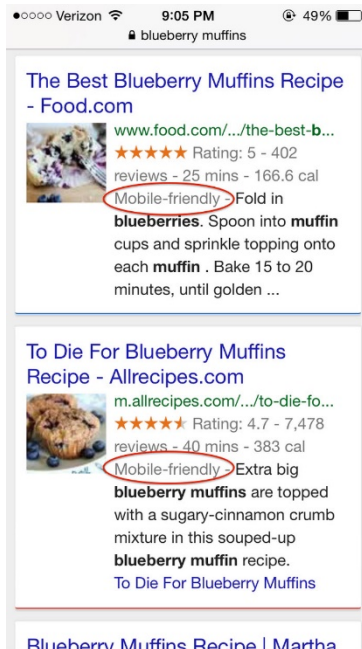 ●○○○○ Verizon 9:05 PM 49%
blueberry muffins
The Best Blueberry Muffins Recipe
- Food.com
www.food.com/.../the-best-b...
★★★★★ Rating: 5 - 402
reviews - 25 mins - 166.6 cal
Mobile-friendly - Fold in
blueberries. Spoon into muffin
cups and sprinkle topping onto
each muffin . Bake 15 to 20
minutes, until golden ...
To Die For Blueberry Muffins
Recipe - Allrecipes.com
m.allrecipes.com/.../to-die-fo...
Rating: 4.7 - 7,478
reviews - 40 mins - 383 cal
Mobile-friendly - Extra big
blueberry muffins are topped
with a sugary-cinnamon crumb
mixture in this souped-up
blueberry muffin recipe.
To Die For Blueberry Muffins
Blueberry Muffins Recipe | Martha